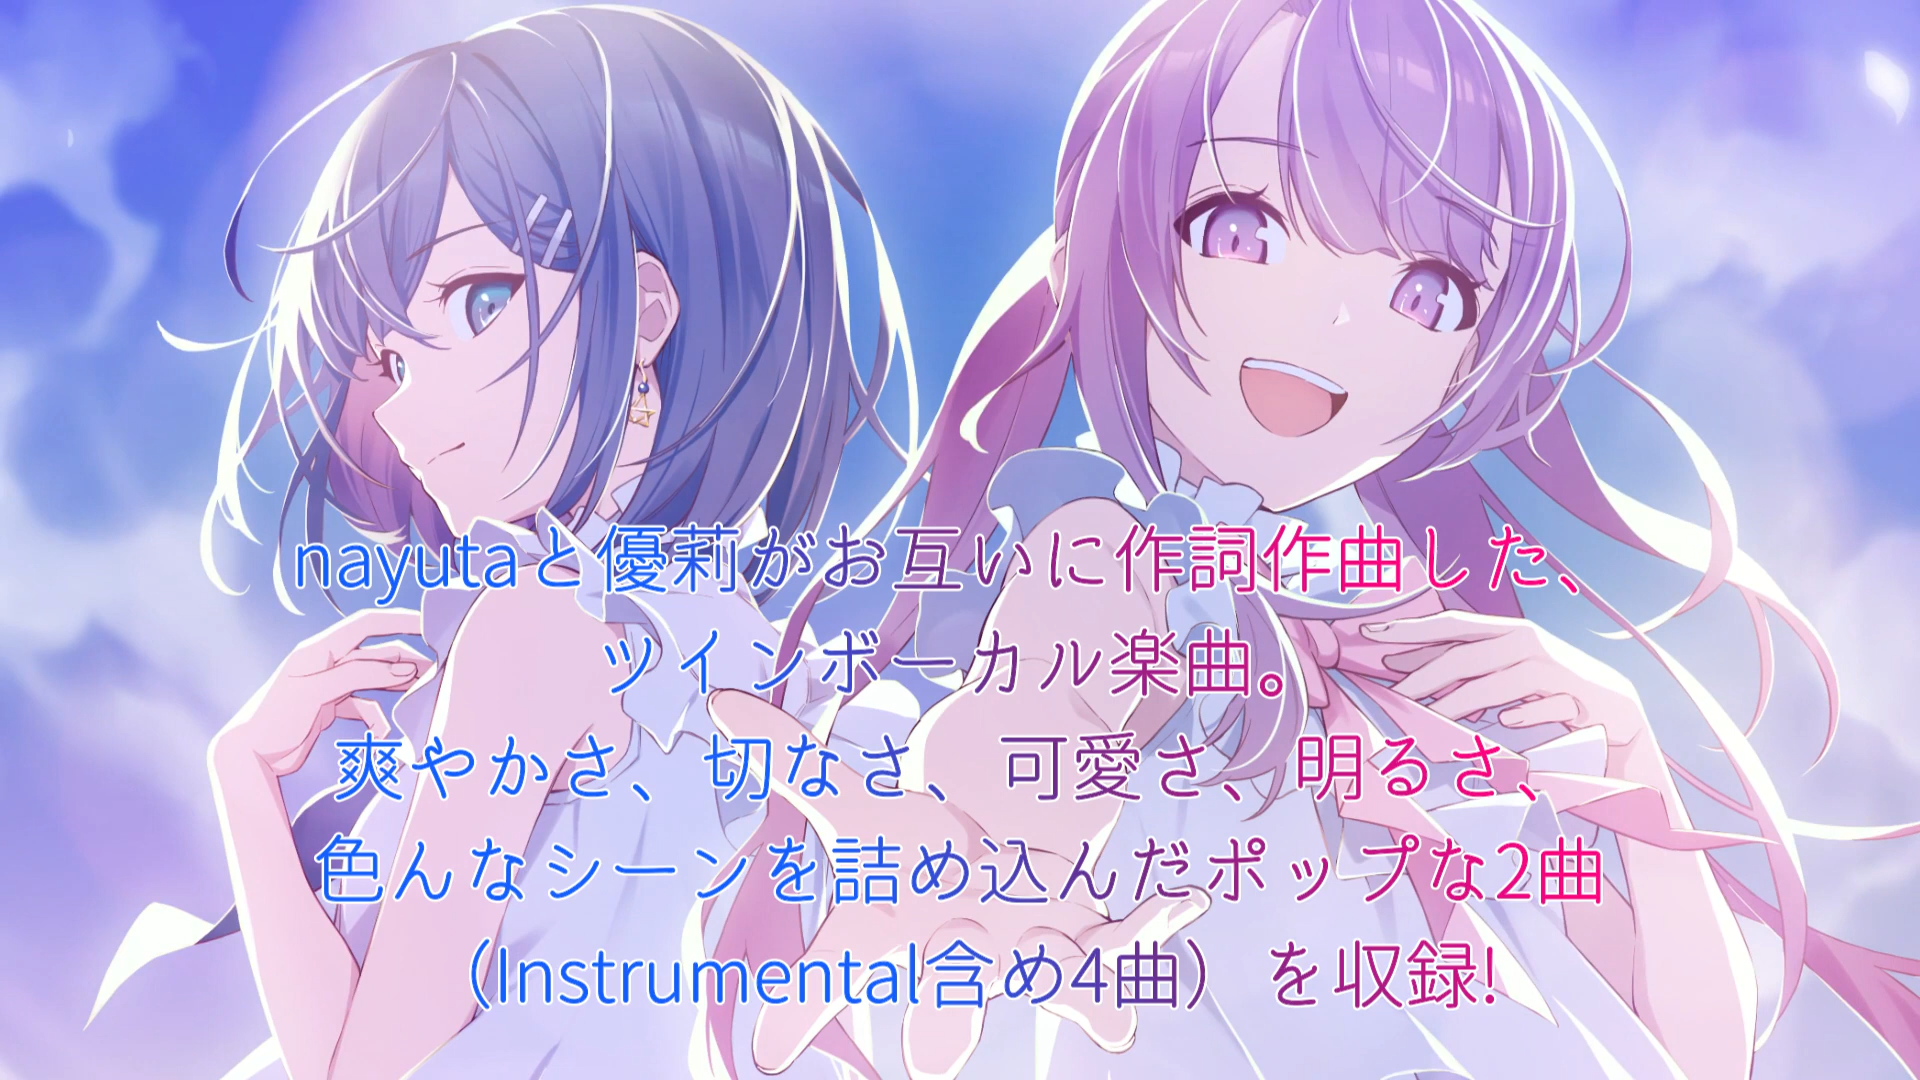 nayutaと優莉がお互いに作詞作曲した、
ツインボーカル楽曲。
爽やかさ、切なさ、可愛さ、明るさ、
色んなシーンを詰め込んだポップな2曲
（Instrumental含め4曲）を収録!